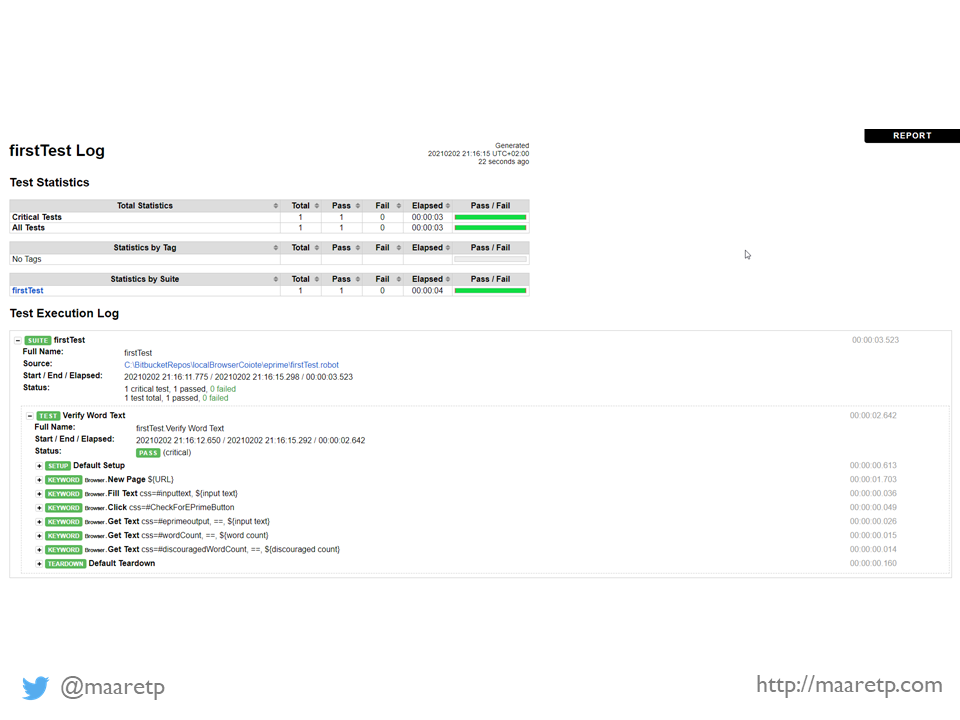 REPORT
firstTest Log
Generated
20210202 21:16:15 UTC+02:00
22 seconds ago
Test Statistics
Total Statistics Total Pass Fail Elapsed Pass / Fail
Critical Tests 1 1 0 00:00:03
All Tests 1 1 0 00:00:03
Statistics by Tag Total Pass Fail Elapsed Pass / Fail
No Tags
Statistics by Suite Total Pass Fail Elapsed Pass / Fail
firstTest 1 1 0 00:00:04
Test Execution Log
SUITE firstTest 00:00:03.523
Full Name: firstTest
Source: C:\BitbucketRepos\localBrowserCoiote\eprime\firstTest.robot
Start / End / Elapsed: 20210202 21:16:11.775 / 20210202 21:16:15.298 / 00:00:03.523
Status: 1 critical test, 1 passed, 0 failed
1 test total, 1 passed, 0 failed
TEST Verify Word Text 00:00:02.642
Full Name: firstTest.Verify Word Text
Start / End / Elapsed: 20210202 21:16:12.650 / 20210202 21:16:15.292 / 00:00:02.642
Status: PASS (critical)
SETUP Default Setup 00:00:00.613
KEYWORD Browser.New Page ${URL} 00:00:01.703
KEYWORD Browser.Fill Text css=#inputtext, ${input text} 00:00:00.036
KEYWORD Browser.Click css=#CheckForEPrimeButton 00:00:00.049
KEYWORD Browser.Get Text css=#eprimeoutput, ==, ${input text} 00:00:00.026
KEYWORD Browser.Get Text css=#wordCount, ==, ${word count} 00:00:00.015
KEYWORD Browser.Get Text css=#discouragedWordCount, ==, ${discouraged count} 00:00:00.014
TEARDOWN Default Teardown 00:00:00.160
@maaretp
http://maaretp.com